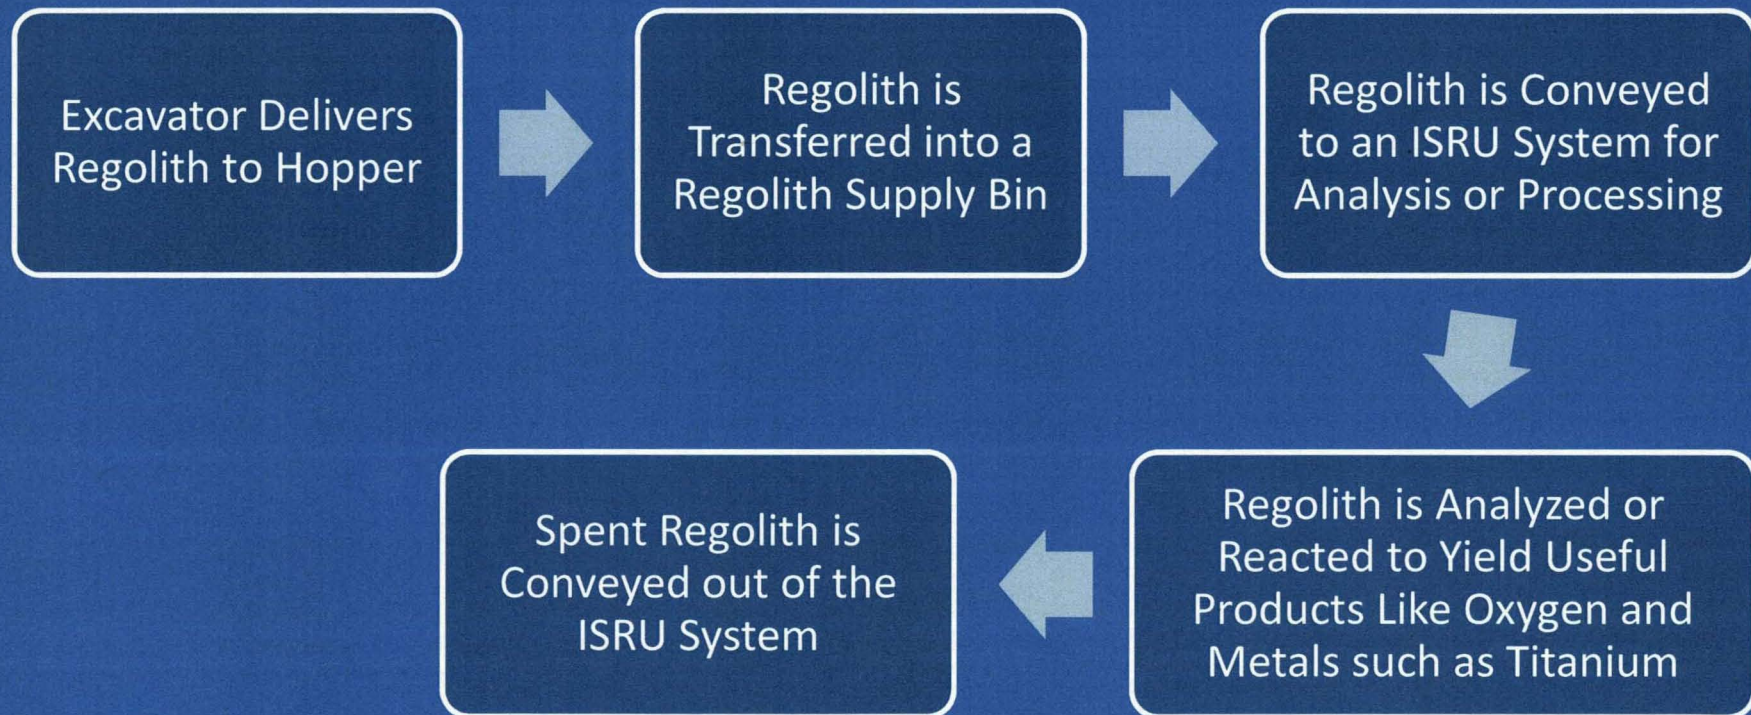 Excavator Delivers
Regolith to Hopper
Regolith is
Transferred into a
Regolith Supply Bin
Regolith is Conveyed
to an ISRU System for
Analysis or Processing
Regolith is Analyzed or
Reacted to Yield Useful
Products Like Oxygen and
Metals such as Titanium
Spent Regolith is
Conveyed out of the
ISRU System